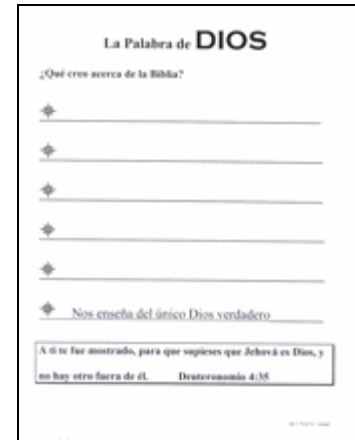 La Palabra de DIOS
¿Qué creo acerca de la Biblia?
Nos enseña del único Dios verdadero
A ti te fue mostrado, para que supieses que Jehová es Dios, y
no hay otro fuera de él. Deuteronomio 4:35